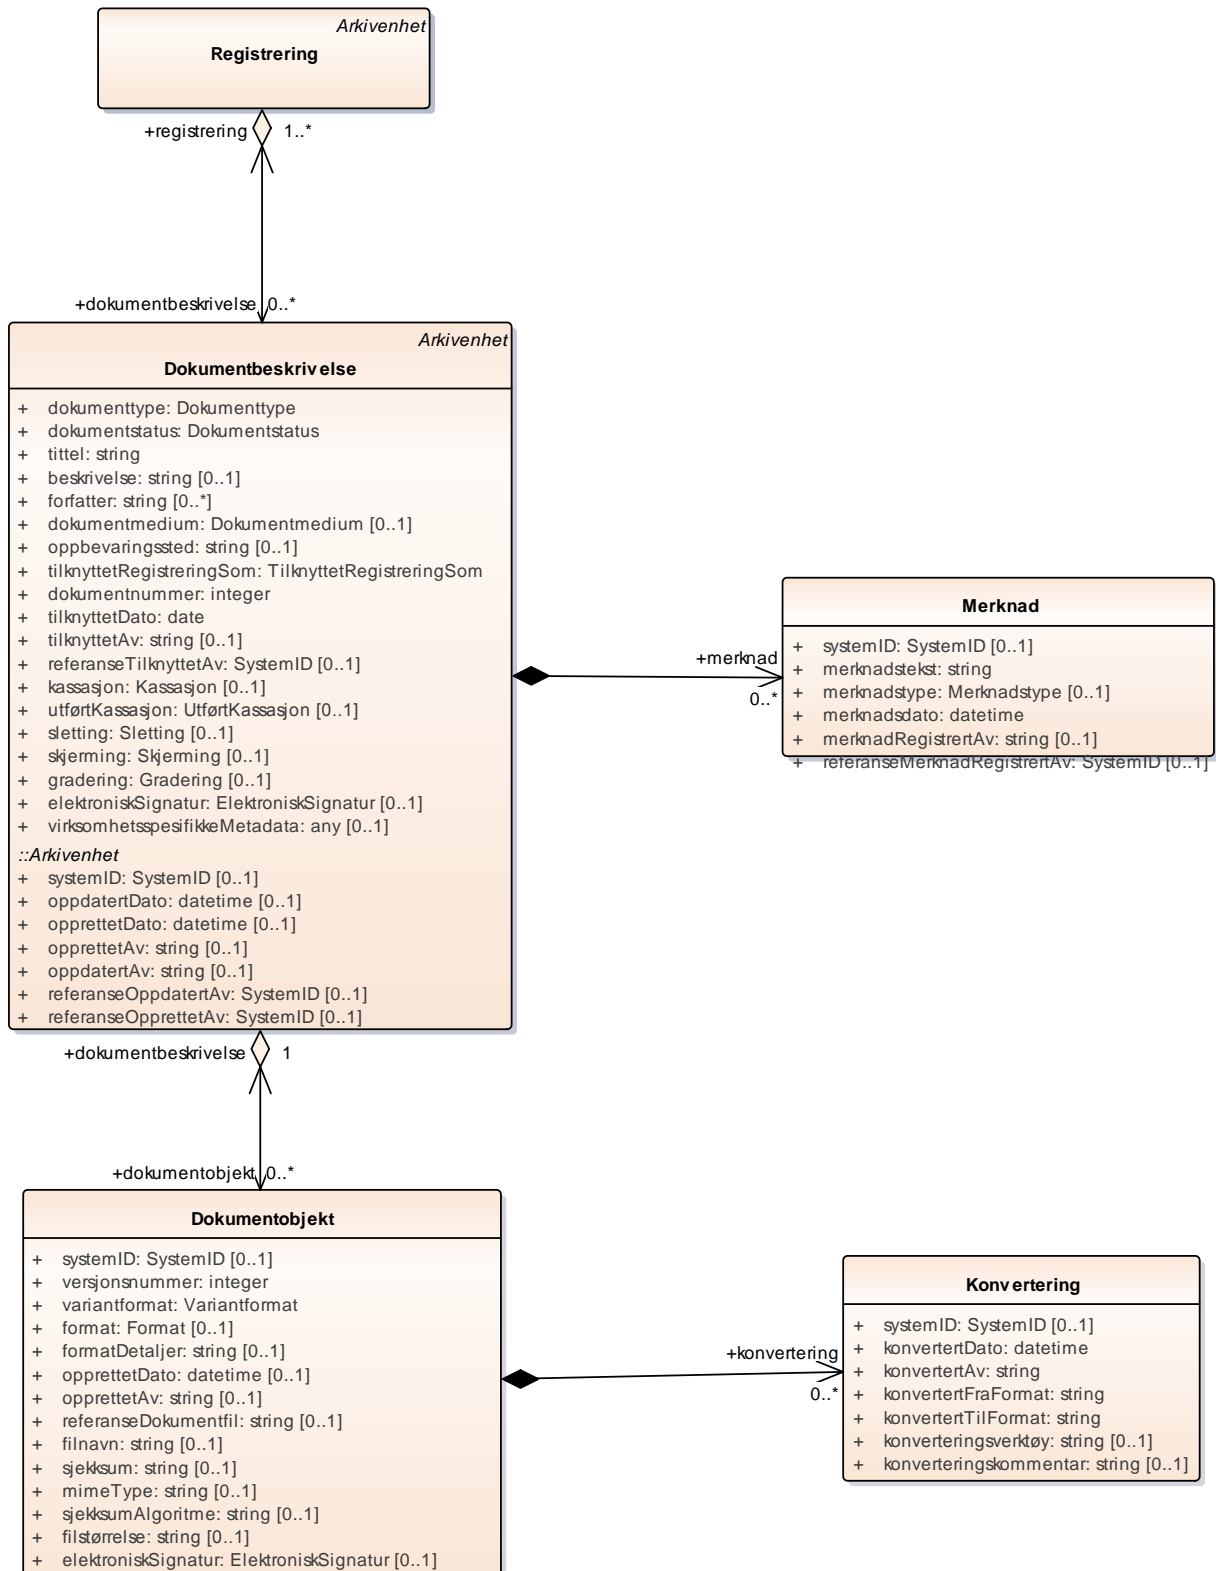 Arkivenhet
Registrering
+registrering 1..*
+dokumentbeskrivelse 0..*
Arkivenhet
Dokumentbeskrivelse
+ dokumenttype: Dokumenttype
+ dokumentstatus: Dokumentstatus
+ tittel: string
+ beskrivelse: string [0..1]
+ forfatter: string [0..*]
+ dokumentmedium: Dokumentmedium [0..1]
+ oppbevaringssted: string [0..1]
+ tilknyttetRegistreringSom: TilknyttetRegistreringSom
+ dokumentnummer: integer
+ tilknyttetDato: date
+ tilknyttetAv: string [0..1]
+ referanseTilknyttetAv: SystemID [0..1]
+ kassasjon: Kassasjon [0..1]
+ utførtKassasjon: UtførtKassasjon [0..1]
+ sletting: Sletting [0..1]
+ skjerming: Skjerming [0..1]
+ gradering: Gradering [0..1]
+ elektroniskSignatur: ElektroniskSignatur [0..1]
+ virksomhetsspesifikkeMetadata: any [0..1]
::Arkivenhet
+ systemID: SystemID [0..1]
+ oppdatertDato: datetime [0..1]
+ opprettetDato: datetime [0..1]
+ opprettetAv: string [0..1]
+ oppdatertAv: string [0..1]
+ referanseOppdatertAv: SystemID [0..1]
+ referanseOpprettetAv: SystemID [0..1]
+merknad
0..*
Merknad
+ systemID: SystemID [0..1]
+ merknadstekst: string
+ merknadstype: Merknadstype [0..1]
+ merknadsdato: datetime
+ merknadRegistrertAv: string [0..1]
+ referanseMerknadRegistrertAv: SystemID [0..1]
+dokumentbeskrivelse 1
+dokumentobjekt 0..*
Dokumentobjekt
+ systemID: SystemID [0..1]
+ versjonsnummer: integer
+ variantformat: Variantformat
+ format: Format [0..1]
+ formatDetaljer: string [0..1]
+ opprettetDato: datetime [0..1]
+ opprettetAv: string [0..1]
+ referanseDokumentfil: string [0..1]
+ filnavn: string [0..1]
+ sjekksum: string [0..1]
+ mimeType: string [0..1]
+ sjekksumAlgoritme: string [0..1]
+ filstørrelse: string [0..1]
+ elektroniskSignatur: ElektroniskSignatur [0..1]
+konvertering
0..*
Konvertering
+ systemID: SystemID [0..1]
+ konvertertDato: datetime
+ konvertertAv: string
+ konvertertFraFormat: string
+ konvertertTilFormat: string
+ konverteringsverktøy: string [0..1]
+ konverteringskommentar: string [0..1]